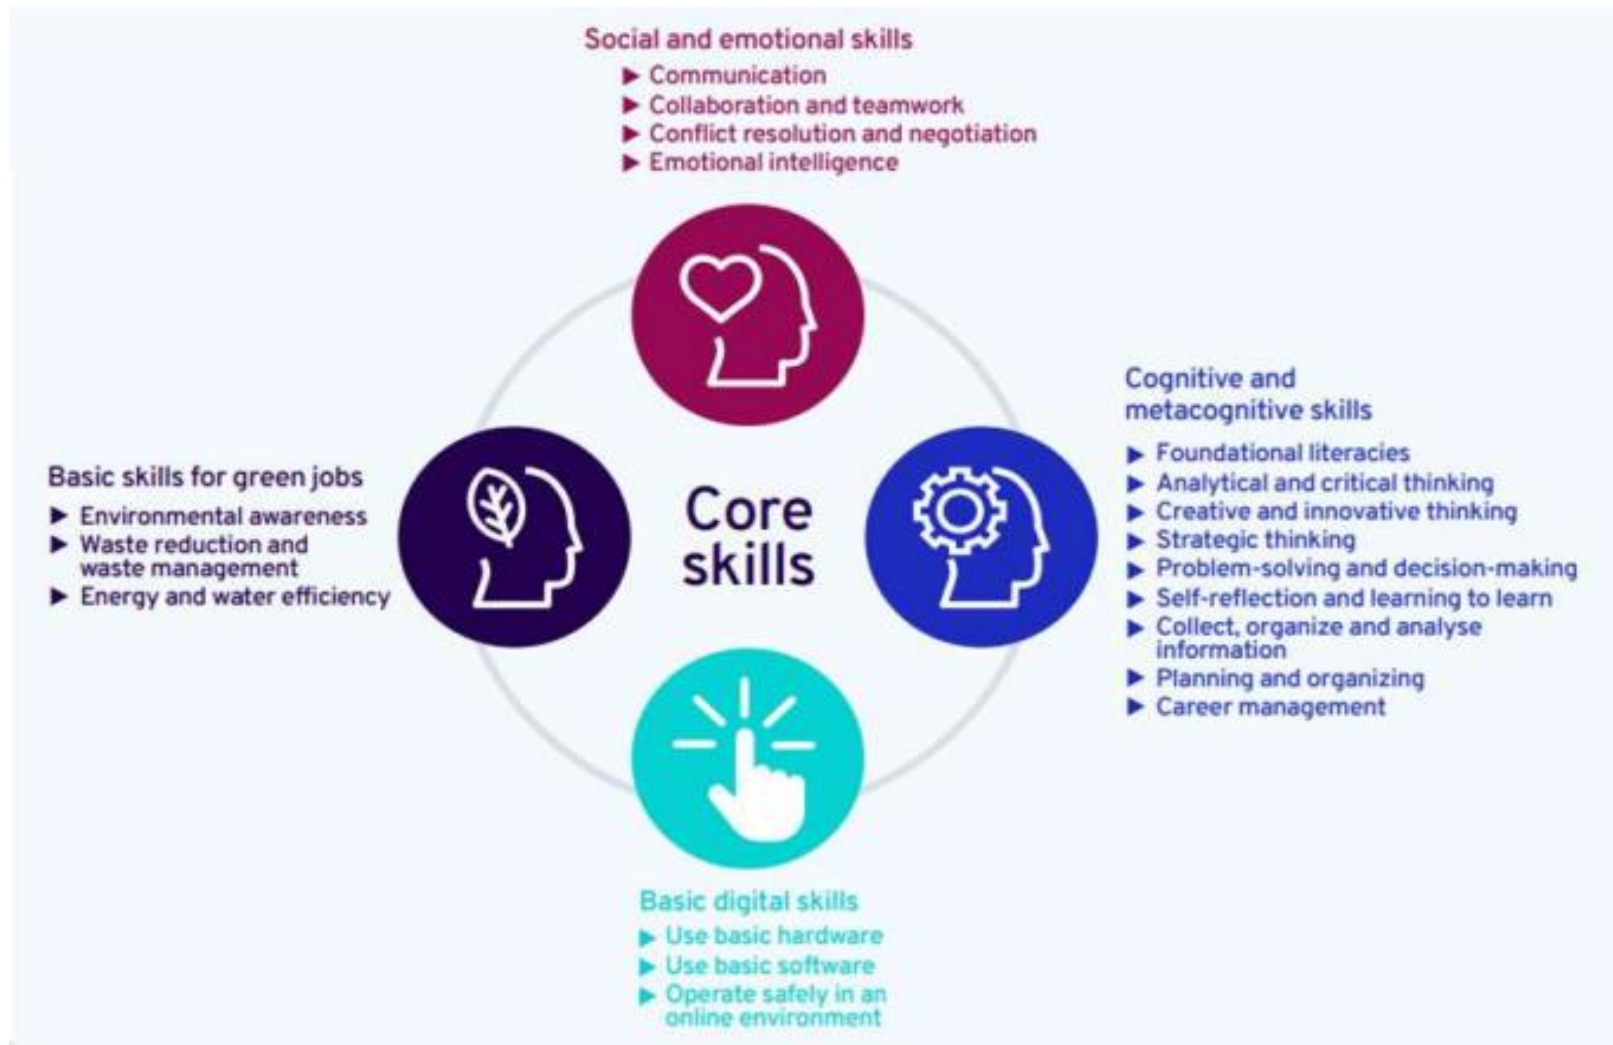 Social and emotional skills
▶ Communication
▶ Collaboration and teamwork
▶ Conflict resolution and negotiation
▶ Emotional intelligence
Cognitive and
metacognitive skills
▶ Foundational literacies
▶ Analytical and critical thinking
▶ Creative and innovative thinking
▶ Strategic thinking
▶ Problem-solving and decision-making
▶ Self-reflection and learning to learn
▶ Collect, organize and analyse
information
▶ Planning and organizing
▶ Career management
Basic skills for green jobs
▶ Environmental awareness
▶ Waste reduction and
waste management
▶ Energy and water efficiency
Core
skills
Basic digital skills
▶ Use basic hardware
▶ Use basic software
▶ Operate safely in an
online environment